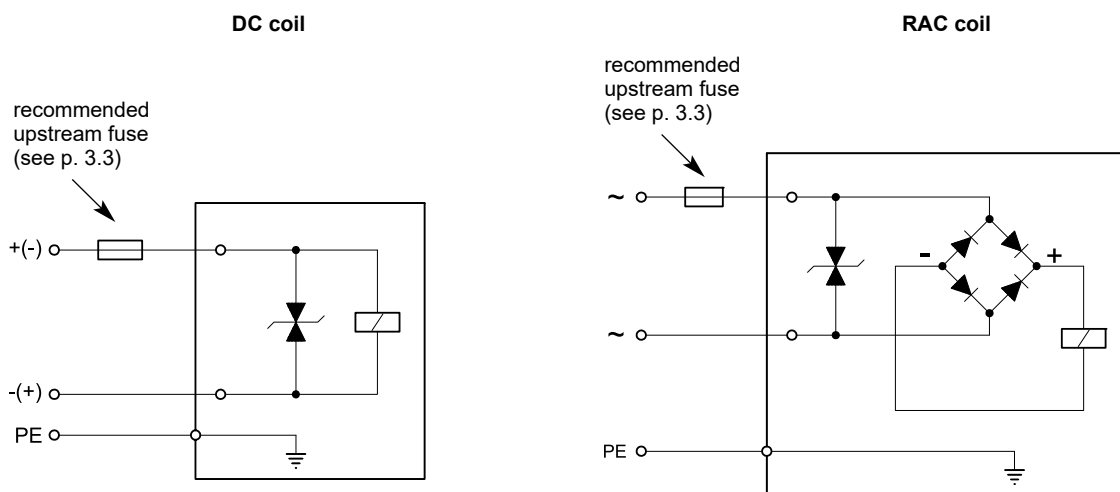 DC coil
recommended
upstream fuse
(see p. 3.3)
+(-)
-(+)
PE
RAC coil
recommended
upstream fuse
(see p. 3.3)
~
- +
~
PE